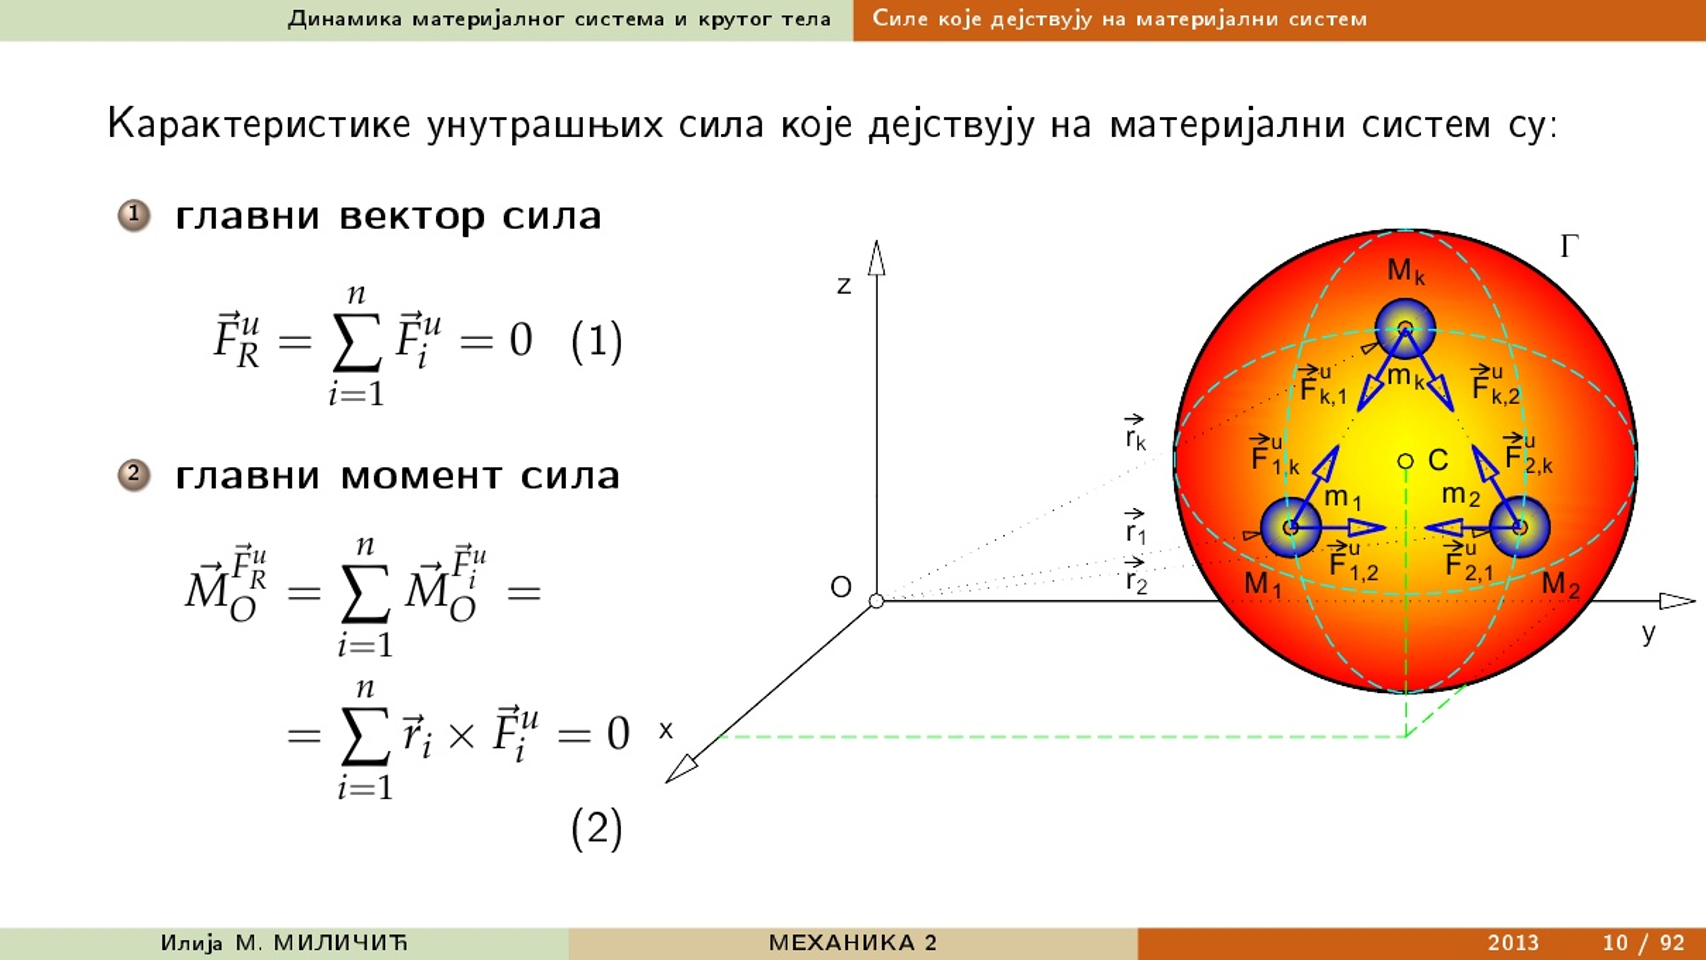 Динамика материјалног система и крутог тела
Силе које дејствују на материјални систем
Карактеристике унутрашњих сила које дејствују на материјални систем су:
1 главни вектор сила
\vec{F}_R^u = \sum_{i=1}^{n} \vec{F}_i^u = 0 (1)
2 главни момент сила
\vec{M}_O^{\vec{F}_R^u} = \sum_{i=1}^{n} \vec{M}_O^{\vec{F}_i^u} =
= \sum_{i=1}^{n} \vec{r}_i × \vec{F}_i^u = 0
(2)
z
O
x
y
Γ
\vec{r}_k
\vec{r}_1
\vec{r}_2
M_k
m_k
\vec{F}_{k,1}^u
\vec{F}_{k,2}^u
\vec{F}_{1,k}^u
\vec{F}_{2,k}^u
C
m_1
m_2
\vec{F}_{1,2}^u
\vec{F}_{2,1}^u
M_1
M_2
Илија М. МИЛИЧИЋ
МЕХАНИКА 2
2013 10 / 92